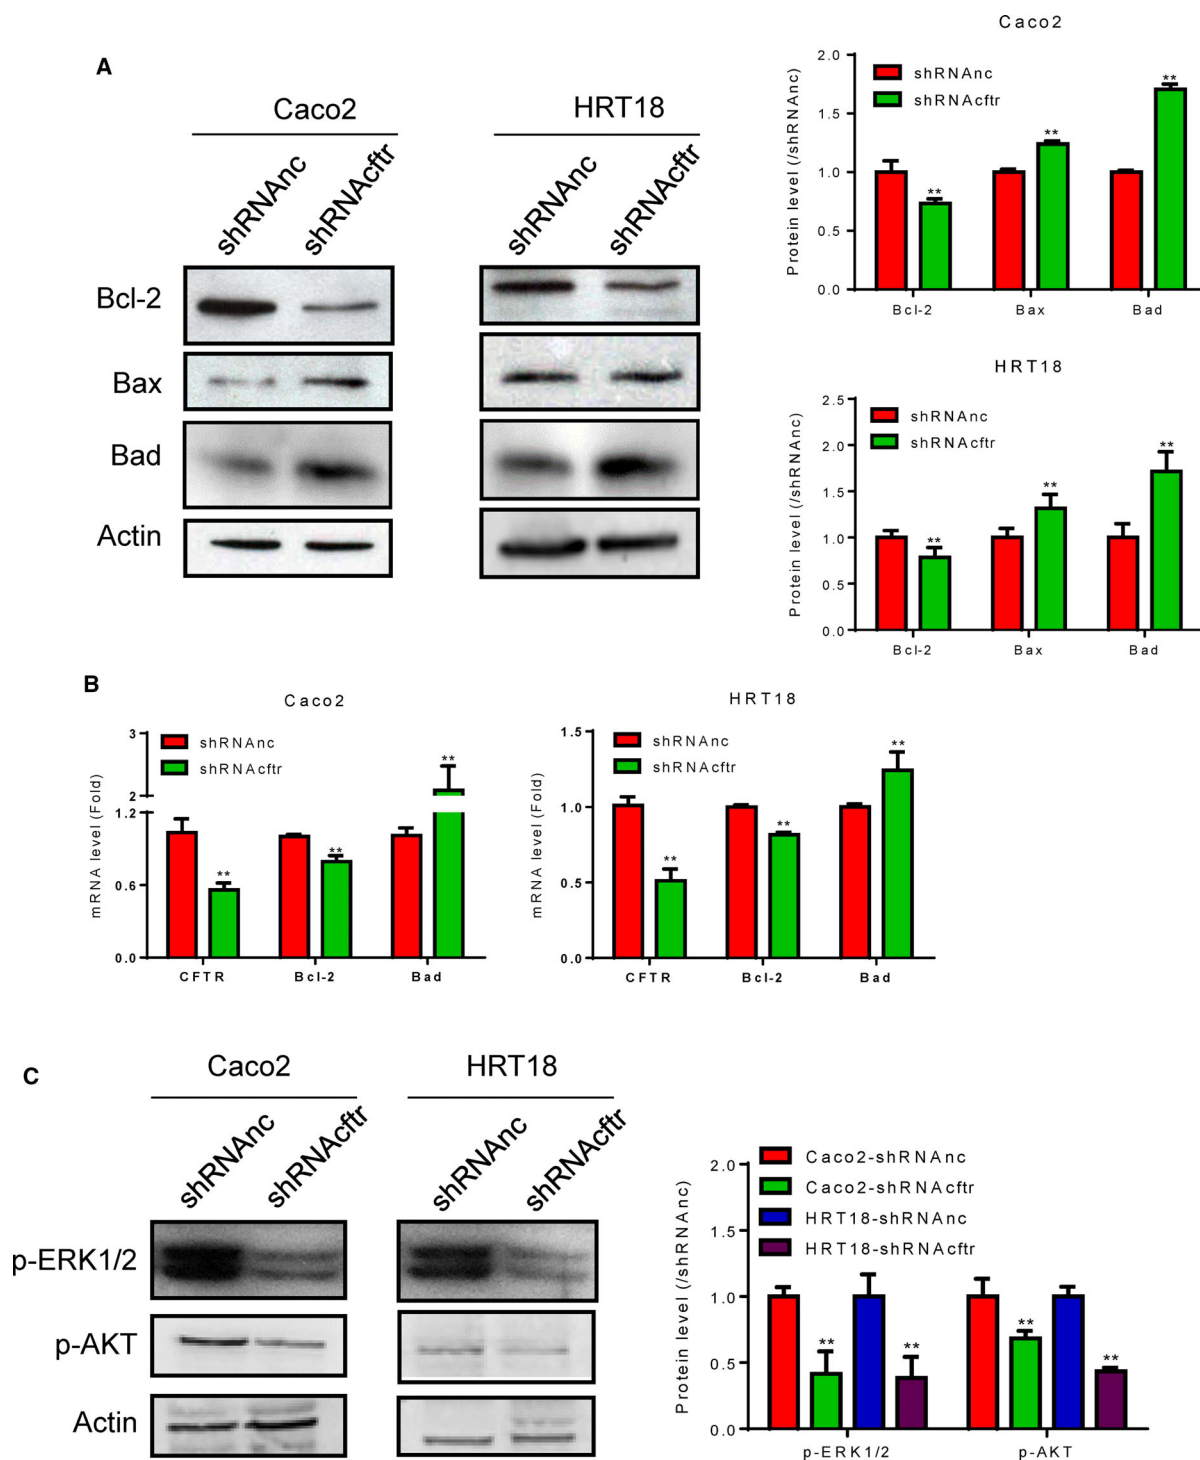 A
Caco2
HRT18
shRNAnc
shRNAcftr
shRNAnc
shRNAcftr
Bcl-2
Bax
Bad
Actin
Caco2
shRNAnc
shRNAcftr
Protein level (/shRNAnc)
2.0
1.5
1.0
0.5
0.0
**
**
**
Bcl-2
Bax
Bad
HRT18
shRNAnc
shRNAcftr
Protein level (/shRNAnc)
2.5
2.0
1.5
1.0
0.5
0.0
**
**
**
Bcl-2
Bax
Bad
B
Caco2
shRNAnc
shRNAcftr
mRNA level (Fold)
3
2
1.2
0.6
0.0
**
**
**
CFTR
Bcl-2
Bad
HRT18
shRNAnc
shRNAcftr
mRNA level (Fold)
1.5
1.0
0.5
0.0
**
**
**
CFTR
Bcl-2
Bad
C
Caco2
HRT18
shRNAnc
shRNAcftr
shRNAnc
shRNAcftr
p-ERK1/2
p-AKT
Actin
Caco2-shRNAnc
Caco2-shRNAcftr
HRT18-shRNAnc
HRT18-shRNAcftr
Protein level (/shRNAnc)
2.0
1.5
1.0
0.5
0.0
**
**
**
**
p-ERK1/2
p-AKT